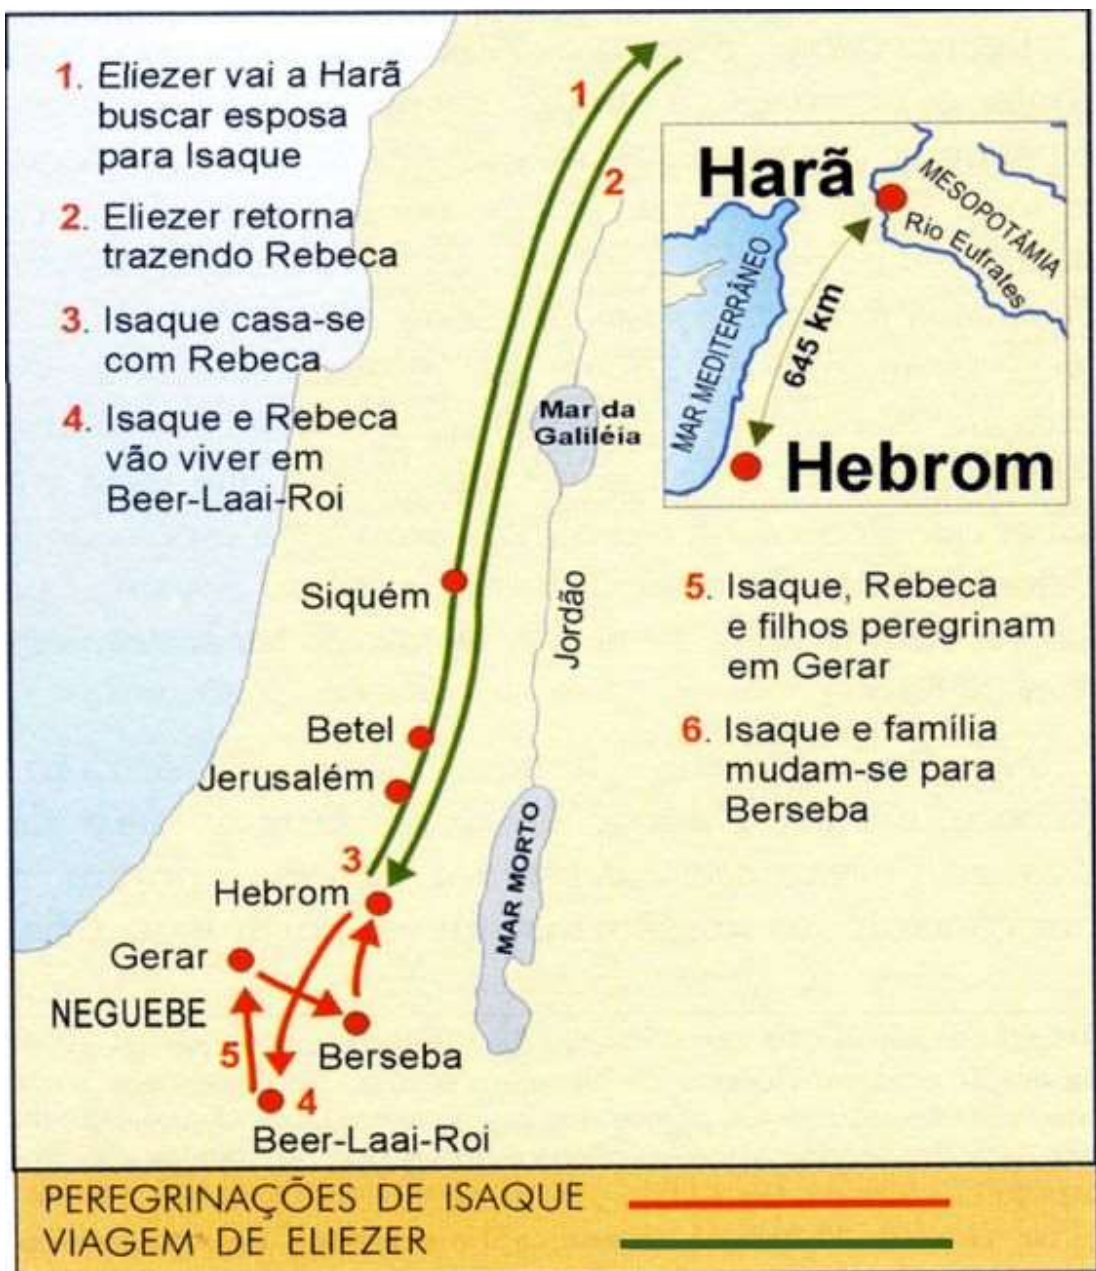 1. Eliezer vai a Harã
buscar esposa
para Isaque
2. Eliezer retorna
trazendo Rebeca
3. Isaque casa-se
com Rebeca
4. Isaque e Rebeca
vão viver em
Beer-Laai-Roi
1
2
Harã
MESOPOTÂMIA
Rio Eufrates
MAR MEDITERRÂNEO
645 km
Hebrom
Mar da
Galiléia
Siquém
Jordão
5. Isaque, Rebeca
e filhos peregrinam
em Gerar
6. Isaque e família
mudam-se para
Berseba
Betel
Jerusalém
MAR MORTO
3
Hebrom
Gerar
NEGUEBE
Berseba
5
4
Beer-Laai-Roi
PEREGRINAÇÕES DE ISAQUE
VIAGEM DE ELIEZER